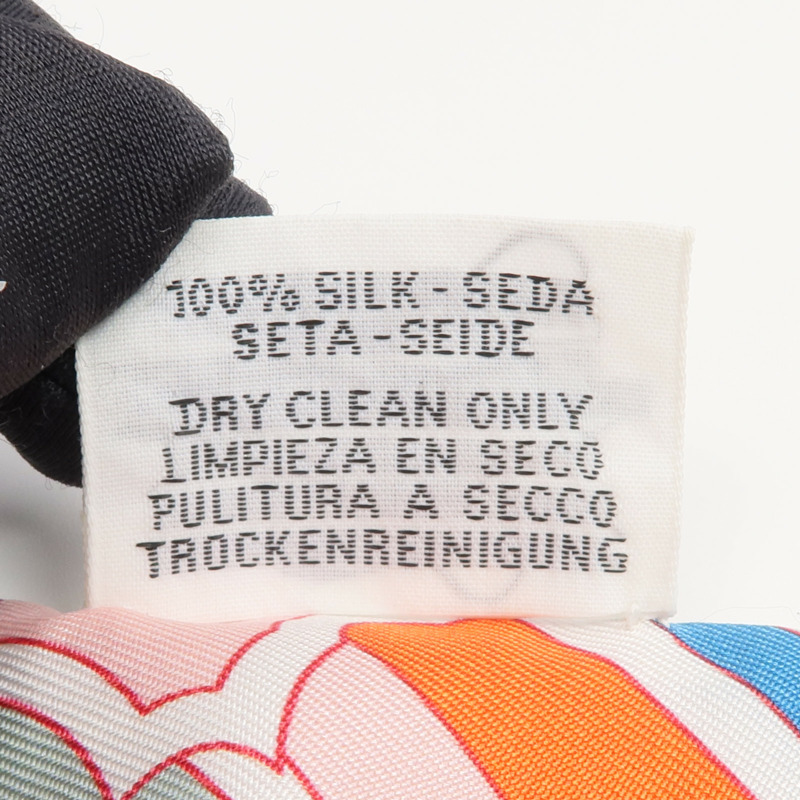 100% SILK - SEDA
SETA - SEIDE
DRY CLEAN ONLY
LIMPIEZA EN SECO
PULITURA A SECCO
TROCKENREINIGUNG